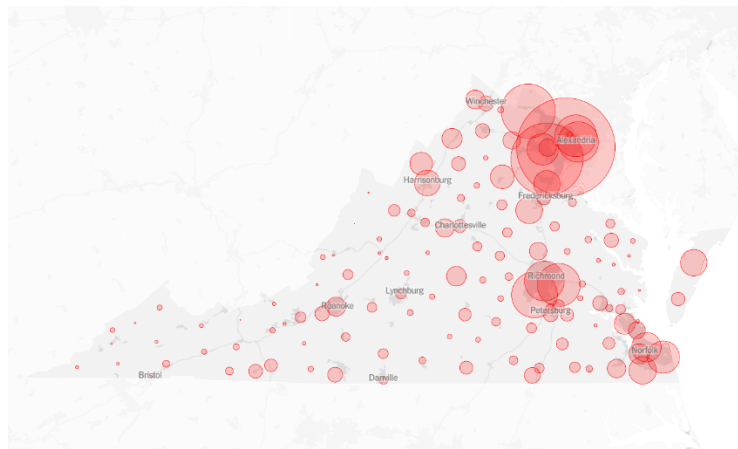 Winchester
Alexandria
Harrisonburg
Fredericksburg
Charlottesville
Richmond
Lynchburg
Roanoke
Petersburg
Norfolk
Bristol
Danville